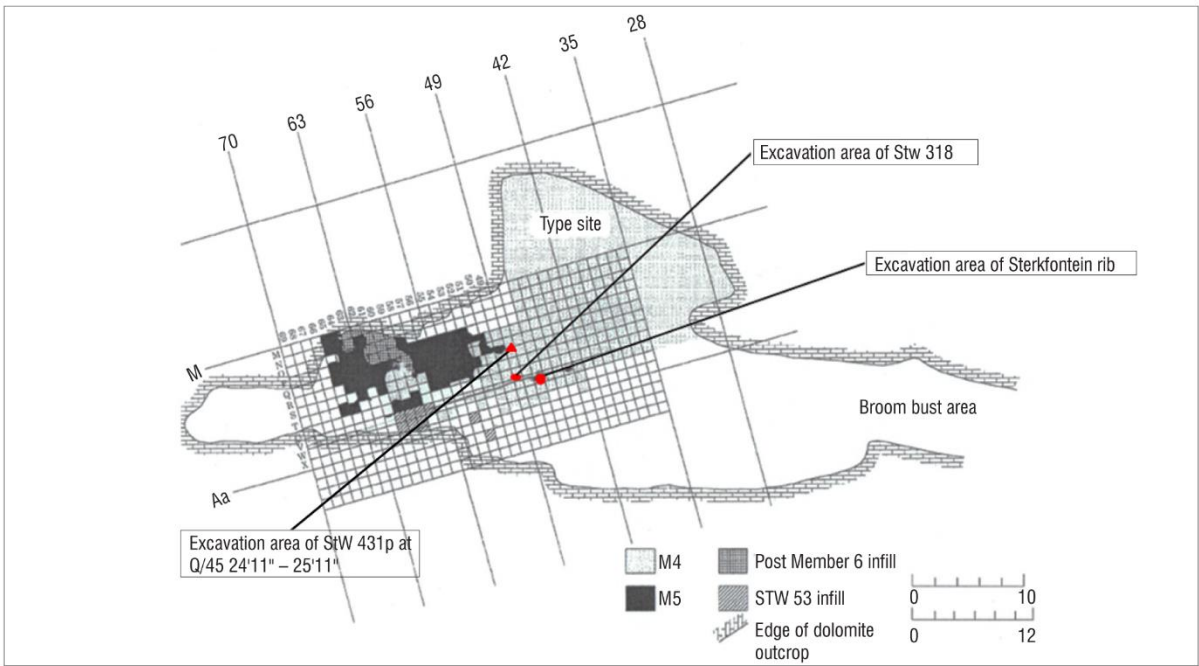 28
35
42
49
56
63
70
Excavation area of Stw 318
Type site
Excavation area of Sterkfontein rib
M
Broom bust area
Aa
Excavation area of StW 431p at
Q/45 24'11" – 25'11"
M4
Post Member 6 infill
M5
STW 53 infill
Edge of dolomite
outcrop
0 10
0 12